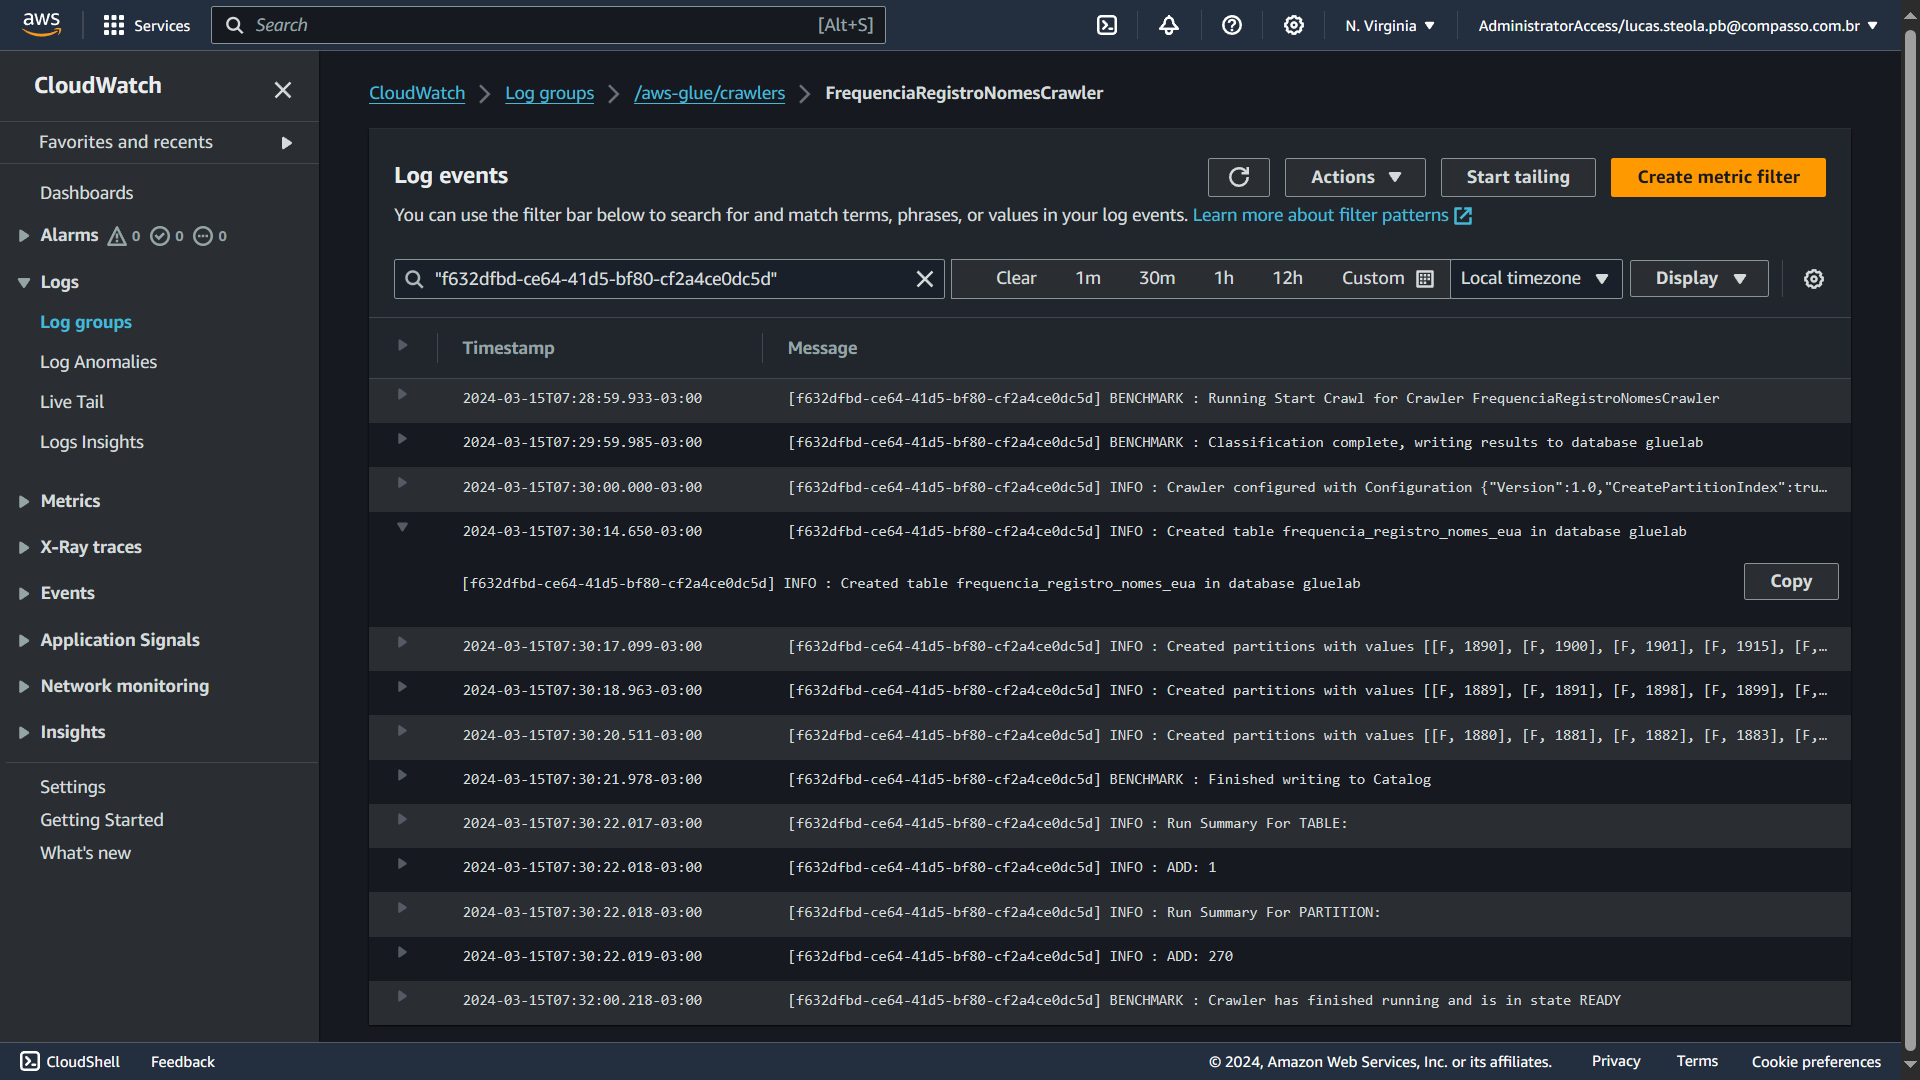 aws
Services
Search
[Alt+S]
N. Virginia
AdministratorAccess/lucas.steola.pb@compasso.com.br
CloudWatch
Favorites and recents
Dashboards
Alarms 0 0 0
Logs
Log groups
Log Anomalies
Live Tail
Logs Insights
Metrics
X-Ray traces
Events
Application Signals
Network monitoring
Insights
Settings
Getting Started
What's new
CloudWatch
Log groups
/aws-glue/crawlers
FrequenciaRegistroNomesCrawler
Log events
Actions
Start tailing
Create metric filter
You can use the filter bar below to search for and match terms, phrases, or values in your log events. Learn more about filter patterns
"f632dfbd-ce64-41d5-bf80-cf2a4ce0dc5d"
Clear
1m
30m
1h
12h
Custom
Local timezone
Display
Timestamp
Message
2024-03-15T07:28:59.933-03:00 [f632dfbd-ce64-41d5-bf80-cf2a4ce0dc5d] BENCHMARK : Running Start Crawl for Crawler FrequenciaRegistroNomesCrawler
2024-03-15T07:29:59.985-03:00 [f632dfbd-ce64-41d5-bf80-cf2a4ce0dc5d] BENCHMARK : Classification complete, writing results to database gluelab
2024-03-15T07:30:00.000-03:00 [f632dfbd-ce64-41d5-bf80-cf2a4ce0dc5d] INFO : Crawler configured with Configuration {"Version":1.0,"CreatePartitionIndex":tru…
2024-03-15T07:30:14.650-03:00 [f632dfbd-ce64-41d5-bf80-cf2a4ce0dc5d] INFO : Created table frequencia_registro_nomes_eua in database gluelab
[f632dfbd-ce64-41d5-bf80-cf2a4ce0dc5d] INFO : Created table frequencia_registro_nomes_eua in database gluelab
Copy
2024-03-15T07:30:17.099-03:00 [f632dfbd-ce64-41d5-bf80-cf2a4ce0dc5d] INFO : Created partitions with values [[F, 1890], [F, 1900], [F, 1901], [F, 1915], [F,…
2024-03-15T07:30:18.963-03:00 [f632dfbd-ce64-41d5-bf80-cf2a4ce0dc5d] INFO : Created partitions with values [[F, 1889], [F, 1891], [F, 1898], [F, 1899], [F,…
2024-03-15T07:30:20.511-03:00 [f632dfbd-ce64-41d5-bf80-cf2a4ce0dc5d] INFO : Created partitions with values [[F, 1880], [F, 1881], [F, 1882], [F, 1883], [F,…
2024-03-15T07:30:21.978-03:00 [f632dfbd-ce64-41d5-bf80-cf2a4ce0dc5d] BENCHMARK : Finished writing to Catalog
2024-03-15T07:30:22.017-03:00 [f632dfbd-ce64-41d5-bf80-cf2a4ce0dc5d] INFO : Run Summary For TABLE:
2024-03-15T07:30:22.018-03:00 [f632dfbd-ce64-41d5-bf80-cf2a4ce0dc5d] INFO : ADD: 1
2024-03-15T07:30:22.018-03:00 [f632dfbd-ce64-41d5-bf80-cf2a4ce0dc5d] INFO : Run Summary For PARTITION:
2024-03-15T07:30:22.019-03:00 [f632dfbd-ce64-41d5-bf80-cf2a4ce0dc5d] INFO : ADD: 270
2024-03-15T07:32:00.218-03:00 [f632dfbd-ce64-41d5-bf80-cf2a4ce0dc5d] BENCHMARK : Crawler has finished running and is in state READY
CloudShell
Feedback
© 2024, Amazon Web Services, Inc. or its affiliates.
Privacy
Terms
Cookie preferences